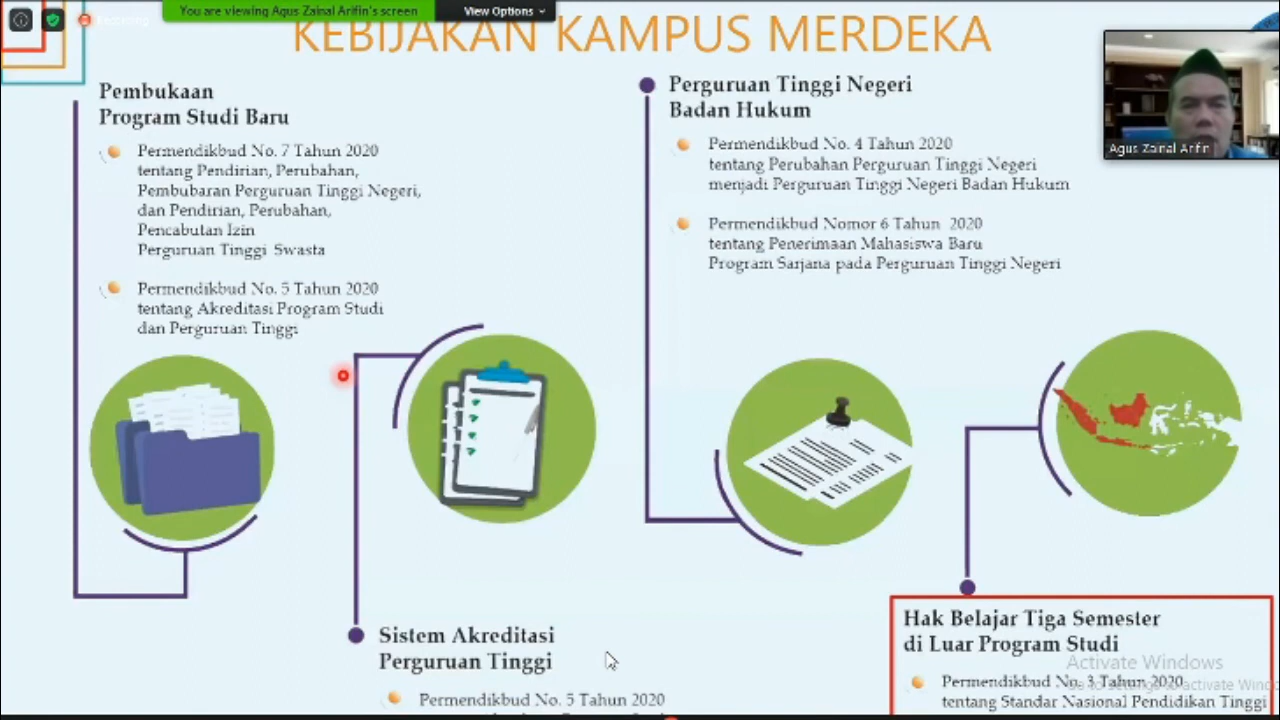 You are viewing Agus Zainal Arifin's screen
View Options
Recording
KEBIJAKAN KAMPUS MERDEKA
Pembukaan
Program Studi Baru
Permendikbud No. 7 Tahun 2020
tentang Pendirian, Perubahan,
Pembubaran Perguruan Tinggi Negeri,
dan Pendirian, Perubahan,
Pencabutan Izin
Perguruan Tinggi Swasta
Permendikbud No. 5 Tahun 2020
tentang Akreditasi Program Studi
dan Perguruan Tinggi
Perguruan Tinggi Negeri
Badan Hukum
Permendikbud No. 4 Tahun 2020
tentang Perubahan Perguruan Tinggi Negeri
menjadi Perguruan Tinggi Negeri Badan Hukum
Permendikbud Nomor 6 Tahun 2020
tentang Penerimaan Mahasiswa Baru
Program Sarjana pada Perguruan Tinggi Negeri
Agus Zainal Arifin
Sistem Akreditasi
Perguruan Tinggi
Permendikbud No. 5 Tahun 2020
Hak Belajar Tiga Semester
di Luar Program Studi
Activate Windows
Permendikbud No. 3 Tahun 2020
tentang Standar Nasional Pendidikan Tinggi